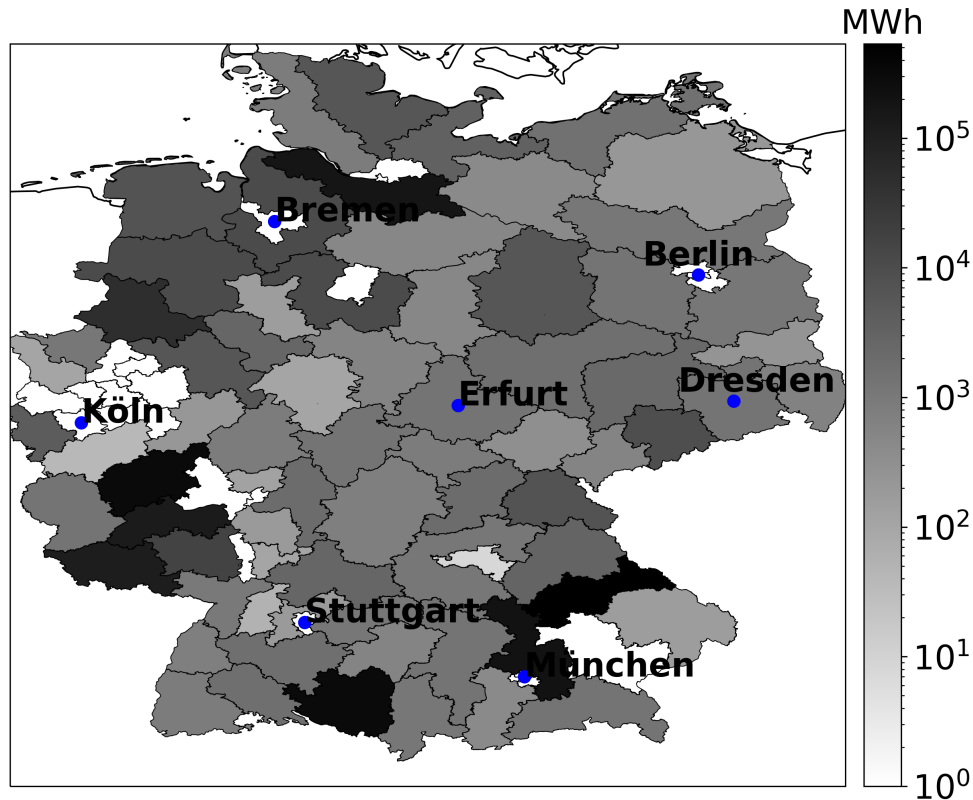 MWh
Bremen
Berlin
Erfurt
Dresden
Köln
Stuttgart
München
10^5
10^4
10^3
10^2
10^1
10^0